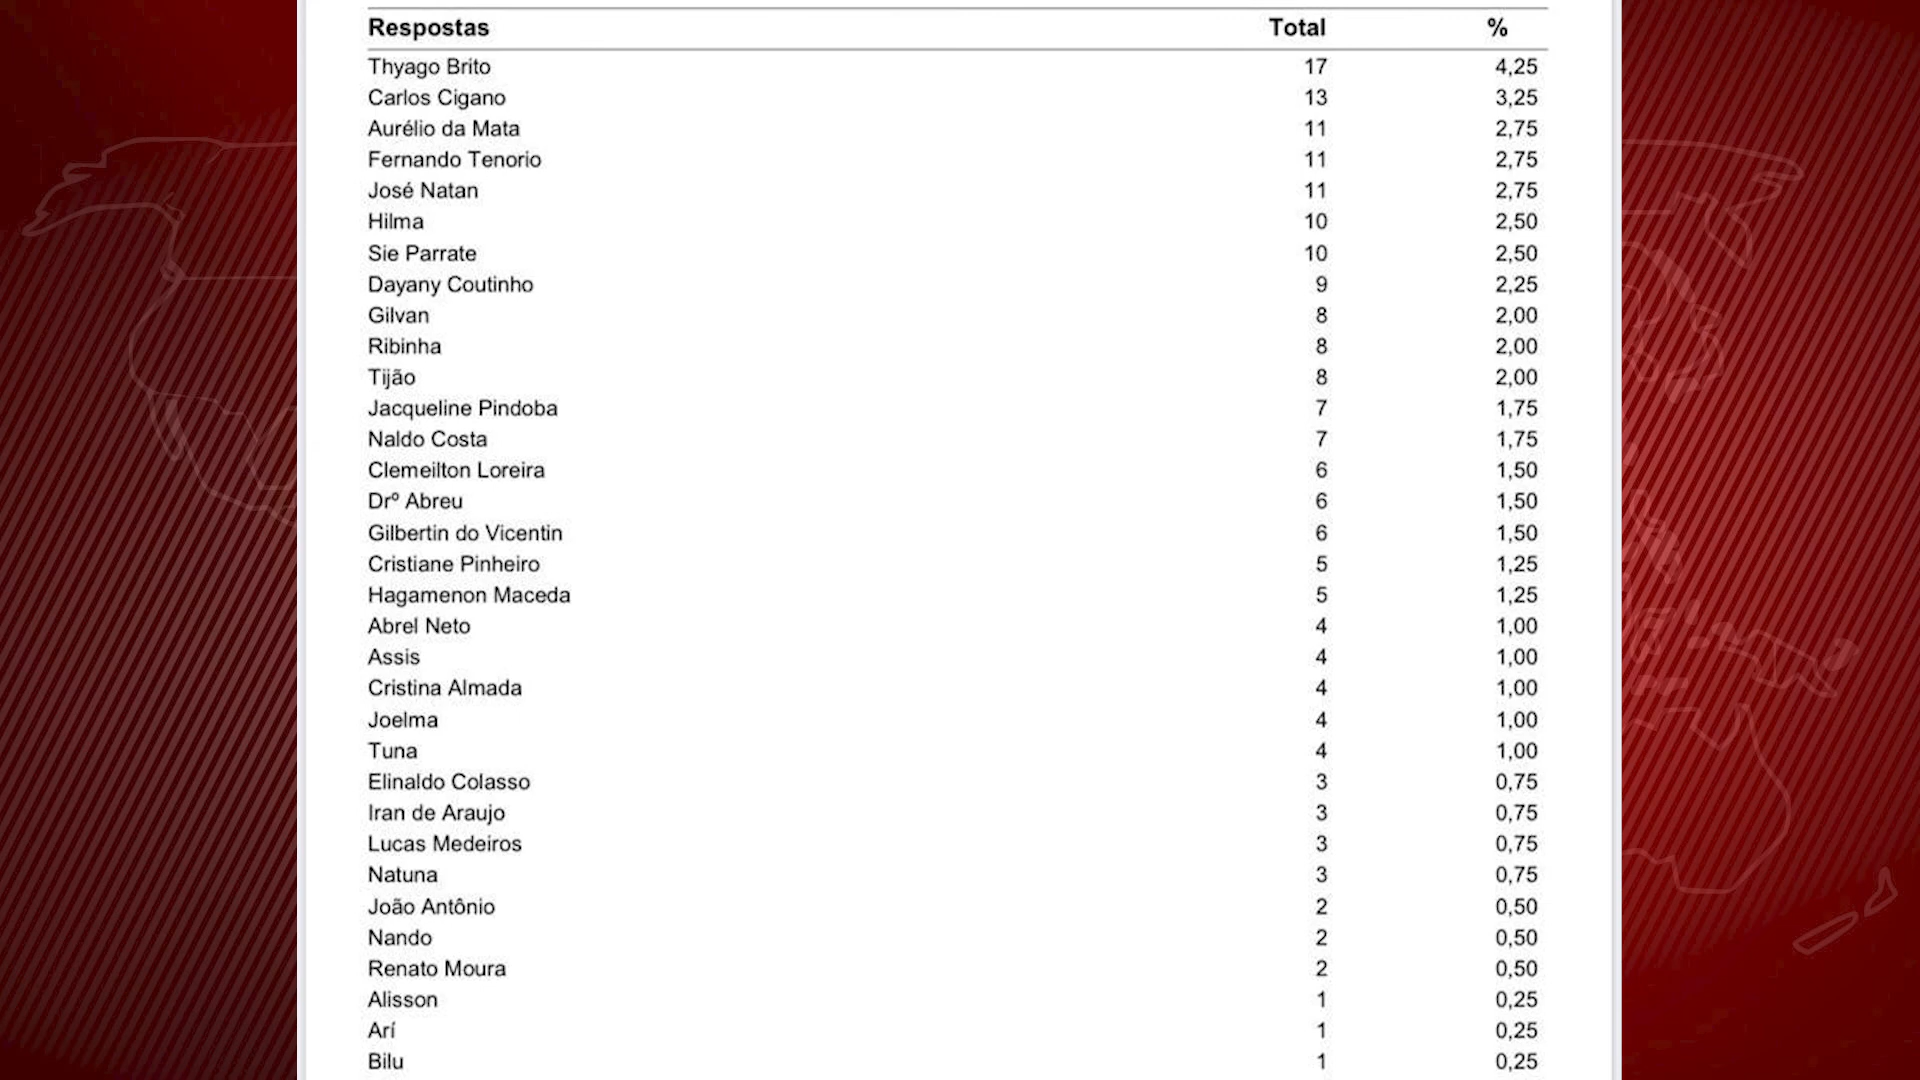 Respostas Total %
Thyago Brito 17 4,25
Carlos Cigano 13 3,25
Aurélio da Mata 11 2,75
Fernando Tenorio 11 2,75
José Natan 11 2,75
Hilma 10 2,50
Sie Parrate 10 2,50
Dayany Coutinho 9 2,25
Gilvan 8 2,00
Ribinha 8 2,00
Tijão 8 2,00
Jacqueline Pindoba 7 1,75
Naldo Costa 7 1,75
Clemeilton Loreira 6 1,50
Drº Abreu 6 1,50
Gilbertin do Vicentin 6 1,50
Cristiane Pinheiro 5 1,25
Hagamenon Maceda 5 1,25
Abrel Neto 4 1,00
Assis 4 1,00
Cristina Almada 4 1,00
Joelma 4 1,00
Tuna 4 1,00
Elinaldo Colasso 3 0,75
Iran de Araujo 3 0,75
Lucas Medeiros 3 0,75
Natuna 3 0,75
João Antônio 2 0,50
Nando 2 0,50
Renato Moura 2 0,50
Alisson 1 0,25
Arí 1 0,25
Bilu 1 0,25